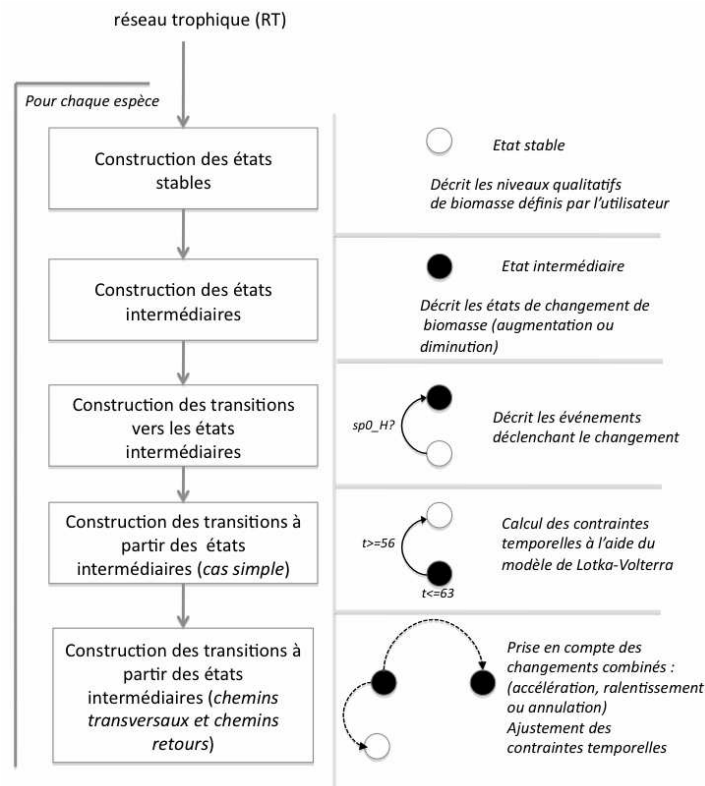 réseau trophique (RT)
Pour chaque espèce
Construction des états
stables
Etat stable
Décrit les niveaux qualitatifs
de biomasse définis par l'utilisateur
Construction des états
intermédiaires
Etat intermédiaire
Décrit les états de changement de
biomasse (augmentation ou
diminution)
Construction des transitions
vers les états
intermédiaires
sp0_H?
Décrit les événements
déclenchant le changement
Construction des transitions à
partir des états
intermédiaires (cas simple)
t>=56
t<=63
Calcul des contraintes
temporelles à l'aide du
modèle de Lotka-Volterra
Construction des transitions à
partir des états
intermédiaires (chemins
transversaux et chemins
retours)
Prise en compte des
changements combinés :
(accélération, ralentissement
ou annulation)
Ajustement des
contraintes temporelles